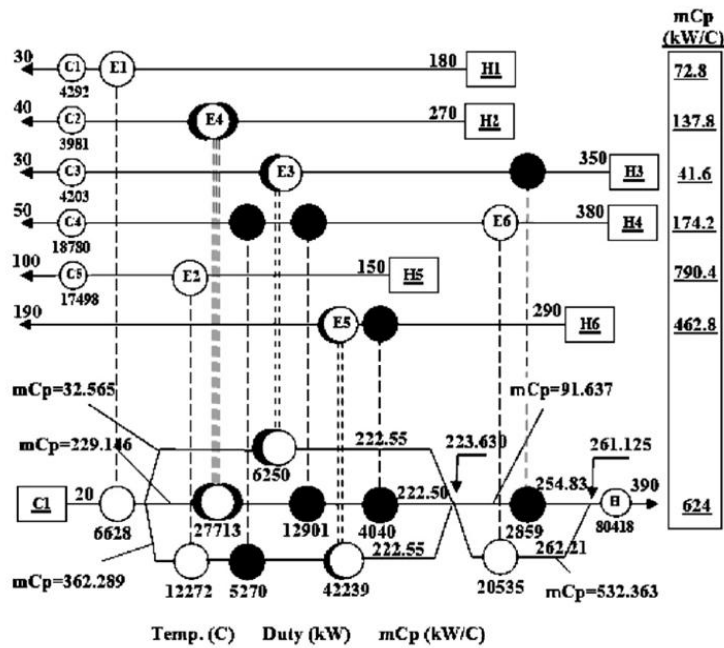 mCp
(kW/C)
30 C1 E1 180 H1 72.8
4292
40 C2 E4 270 H2 137.8
3981
30 C3 E3 350 H3 41.6
4203
50 C4 E6 380 H4 174.2
18780
100 C5 E2 150 H5 790.4
17498
190 E5 290 H6 462.8
mCp=32.565 mCp=91.637
mCp=229.146 222.55 223.630 261.125
6250
C1 20 222.50 254.83 H 390 624
6628 27713 12901 4040 2859 80418
222.55 262.21
mCp=362.289 12272 5270 42239 20535 mCp=532.363
Temp. (C) Duty (kW) mCp (kW/C)